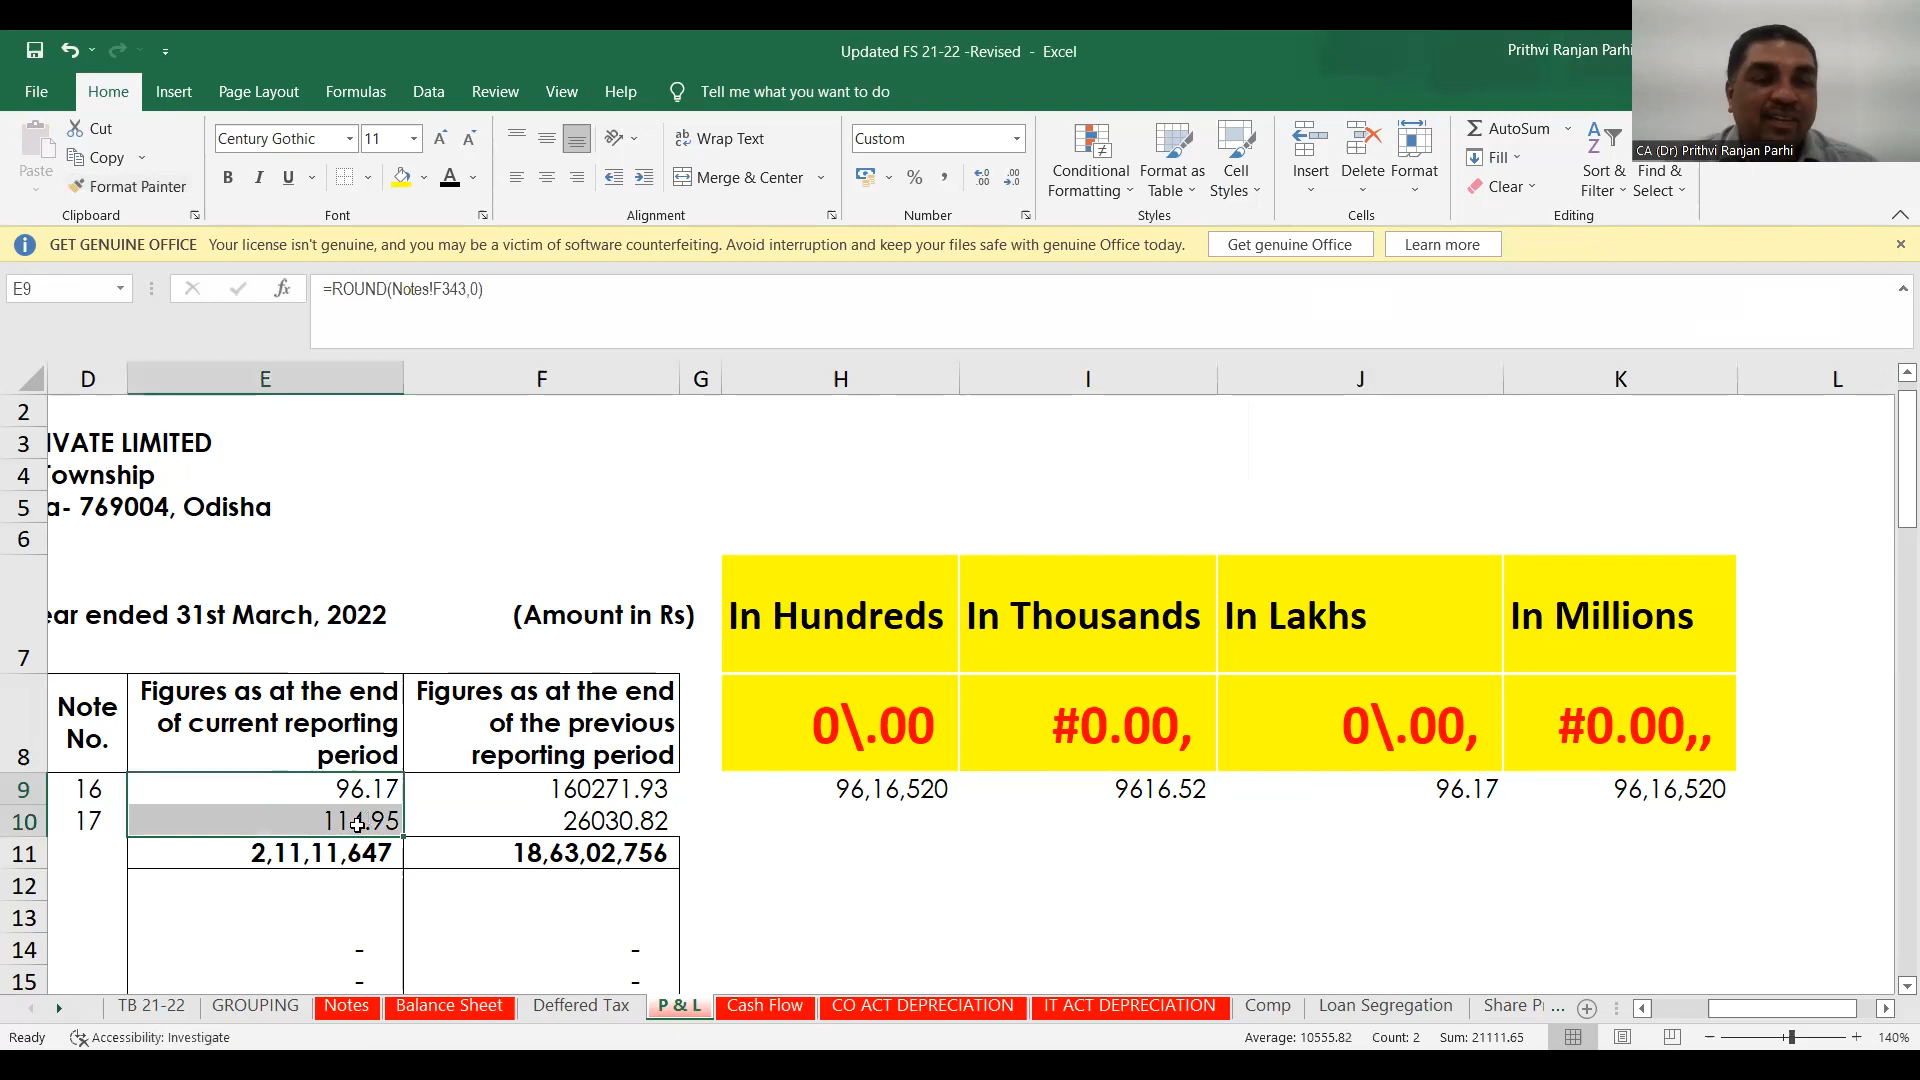 Updated FS 21-22 -Revised - Excel
Prithvi Ranjan Parhi
File Home Insert Page Layout Formulas Data Review View Help Tell me what you want to do
Cut
Copy
Paste
Format Painter
Clipboard
Century Gothic 11
B I U
Font
Wrap Text
Merge & Center
Alignment
Custom
Number
Conditional Formatting
Format as Table
Cell Styles
Styles
Insert Delete Format
Cells
AutoSum
Fill
Clear
Sort & Filter
Find & Select
Editing
CA (Dr) Prithvi Ranjan Parhi
GET GENUINE OFFICE Your license isn't genuine, and you may be a victim of software counterfeiting. Avoid interruption and keep your files safe with genuine Office today. Get genuine Office Learn more
E9 fx =ROUND(Notes!F343,0)
D E F G H I J K L
2
3 IVATE LIMITED
4 Township
5 a- 769004, Odisha
6
7 ear ended 31st March, 2022 (Amount in Rs) In Hundreds In Thousands In Lakhs In Millions
8 Note No. Figures as at the end of current reporting period Figures as at the end of the previous reporting period 0\.00 #0.00, 0\.00, #0.00,,
9 16 96.17 160271.93 96,16,520 9616.52 96.17 96,16,520
10 17 114.95 26030.82
11 2,11,11,647 18,63,02,756
12
13
14 - -
15 - -
TB 21-22 GROUPING Notes Balance Sheet Deffered Tax P & L Cash Flow CO ACT DEPRECIATION IT ACT DEPRECIATION Comp Loan Segregation Share P ...
Ready Accessibility: Investigate Average: 10555.82 Count: 2 Sum: 21111.65 140%